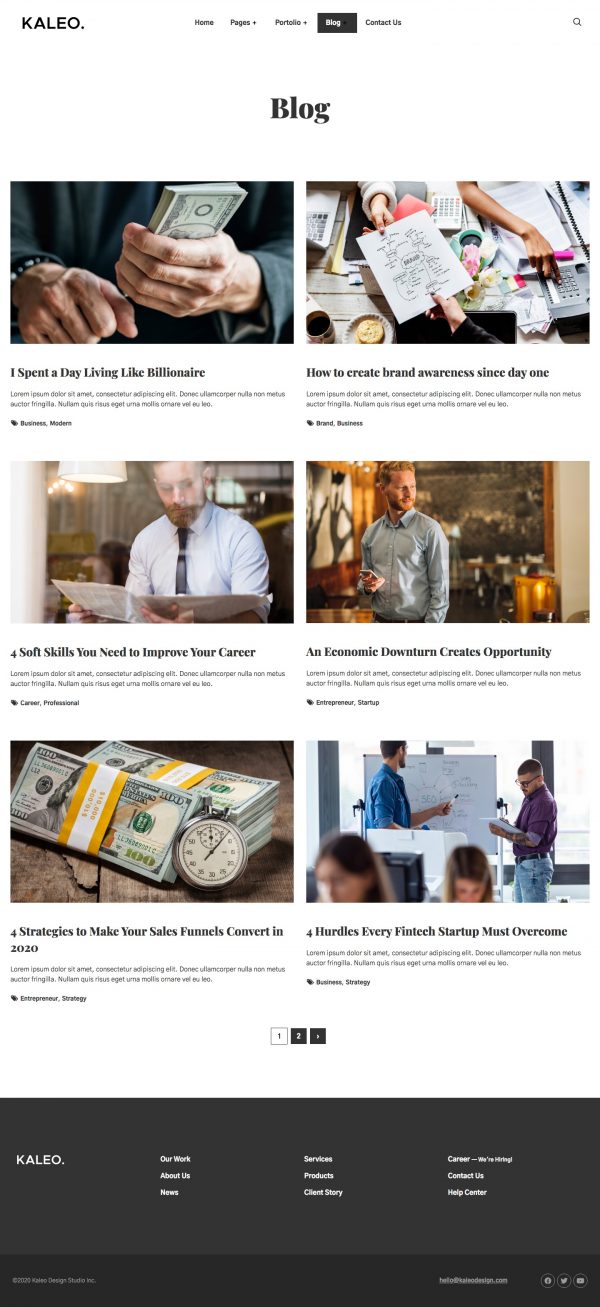 KALEO.
Home Pages + Portolio + Blog + Contact Us
Blog
BRAND
I Spent a Day Living Like Billionaire
Lorem ipsum dolor sit amet, consectetur adipiscing elit. Donec ullamcorper nulla non metus
auctor fringilla. Nullam quis risus eget urna mollis ornare vel eu leo.
Business, Modern
How to create brand awareness since day one
Lorem ipsum dolor sit amet, consectetur adipiscing elit. Donec ullamcorper nulla non metus
auctor fringilla. Nullam quis risus eget urna mollis ornare vel eu leo.
Brand, Business
4 Soft Skills You Need to Improve Your Career
Lorem ipsum dolor sit amet, consectetur adipiscing elit. Donec ullamcorper nulla non metus
auctor fringilla. Nullam quis risus eget urna mollis ornare vel eu leo.
Career, Professional
An Economic Downturn Creates Opportunity
Lorem ipsum dolor sit amet, consectetur adipiscing elit. Donec ullamcorper nulla non metus
auctor fringilla. Nullam quis risus eget urna mollis ornare vel eu leo.
Entrepreneur, Startup
100
$10,000
100
SEO
4 Strategies to Make Your Sales Funnels Convert in
2020
Lorem ipsum dolor sit amet, consectetur adipiscing elit. Donec ullamcorper nulla non metus
auctor fringilla. Nullam quis risus eget urna mollis ornare vel eu leo.
Entrepreneur, Strategy
4 Hurdles Every Fintech Startup Must Overcome
Lorem ipsum dolor sit amet, consectetur adipiscing elit. Donec ullamcorper nulla non metus
auctor fringilla. Nullam quis risus eget urna mollis ornare vel eu leo.
Business, Strategy
1 2 ›
KALEO.
Our Work
About Us
News
Services
Products
Client Story
Career — We're Hiring!
Contact Us
Help Center
©2020 Kaleo Design Studio Inc.
hello@kaleodesign.com